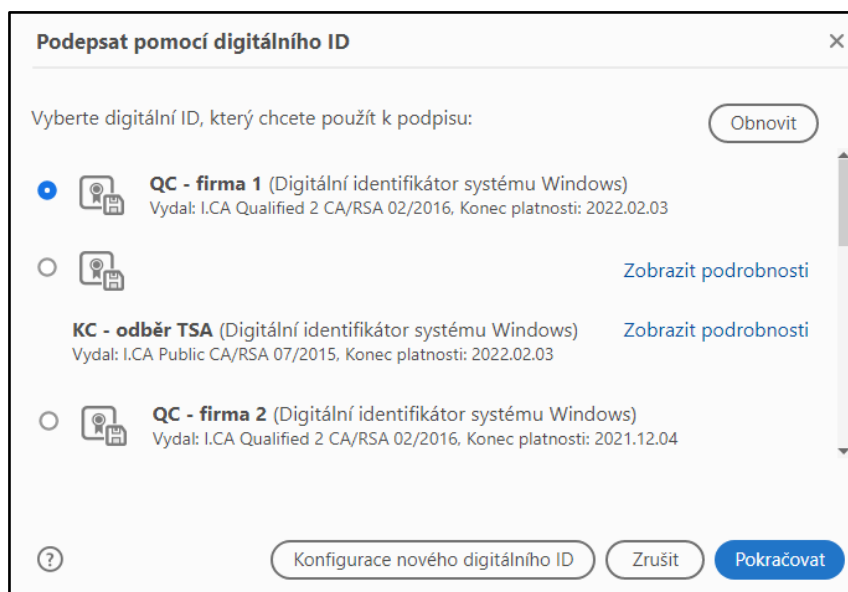 Podepsat pomocí digitálního ID
Vyberte digitální ID, který chcete použít k podpisu:
Obnovit
QC - firma 1 (Digitální identifikátor systému Windows)
Vydal: I.CA Qualified 2 CA/RSA 02/2016, Konec platnosti: 2022.02.03
Zobrazit podrobnosti
KC - odběr TSA (Digitální identifikátor systému Windows)
Zobrazit podrobnosti
Vydal: I.CA Public CA/RSA 07/2015, Konec platnosti: 2022.02.03
QC - firma 2 (Digitální identifikátor systému Windows)
Vydal: I.CA Qualified 2 CA/RSA 02/2016, Konec platnosti: 2021.12.04
?
Konfigurace nového digitálního ID
Zrušit
Pokračovat